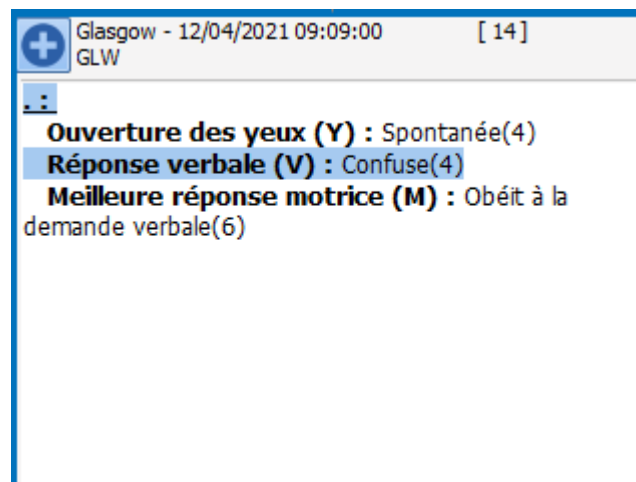 Glasgow - 12/04/2021 09:09:00 [ 14]
GLW
. :
Ouverture des yeux (Y) : Spontanée(4)
Réponse verbale (V) : Confuse(4)
Meilleure réponse motrice (M) : Obéit à la
demande verbale(6)